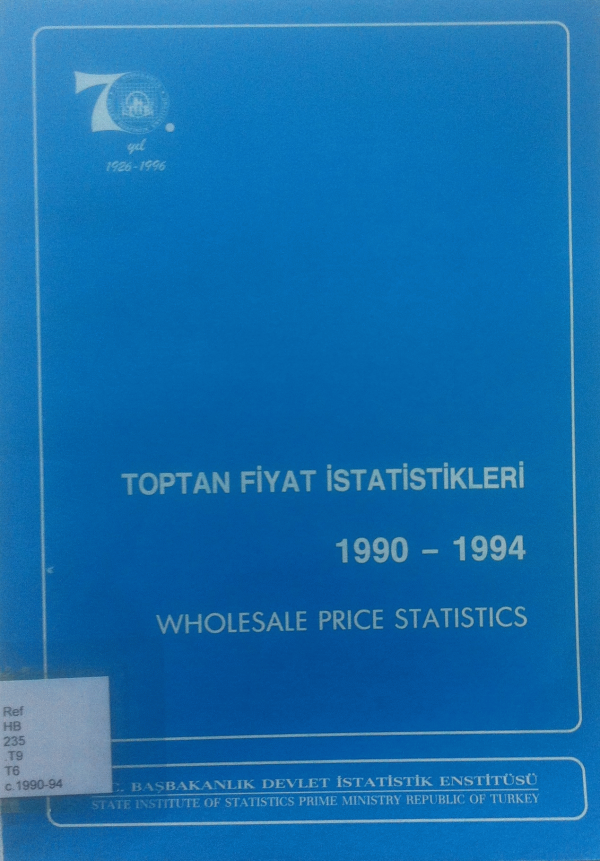 70.
yıl
1926-1996
TOPTAN FİYAT İSTATİSTİKLERİ
1990 - 1994
WHOLESALE PRICE STATISTICS
Ref
HB
235
.T9
T6
c.1990-94
C. BAŞBAKANLIK DEVLET İSTATİSTİK ENSTİTÜSÜ
STATE INSTITUTE OF STATISTICS PRIME MINISTRY REPUBLIC OF TURKEY